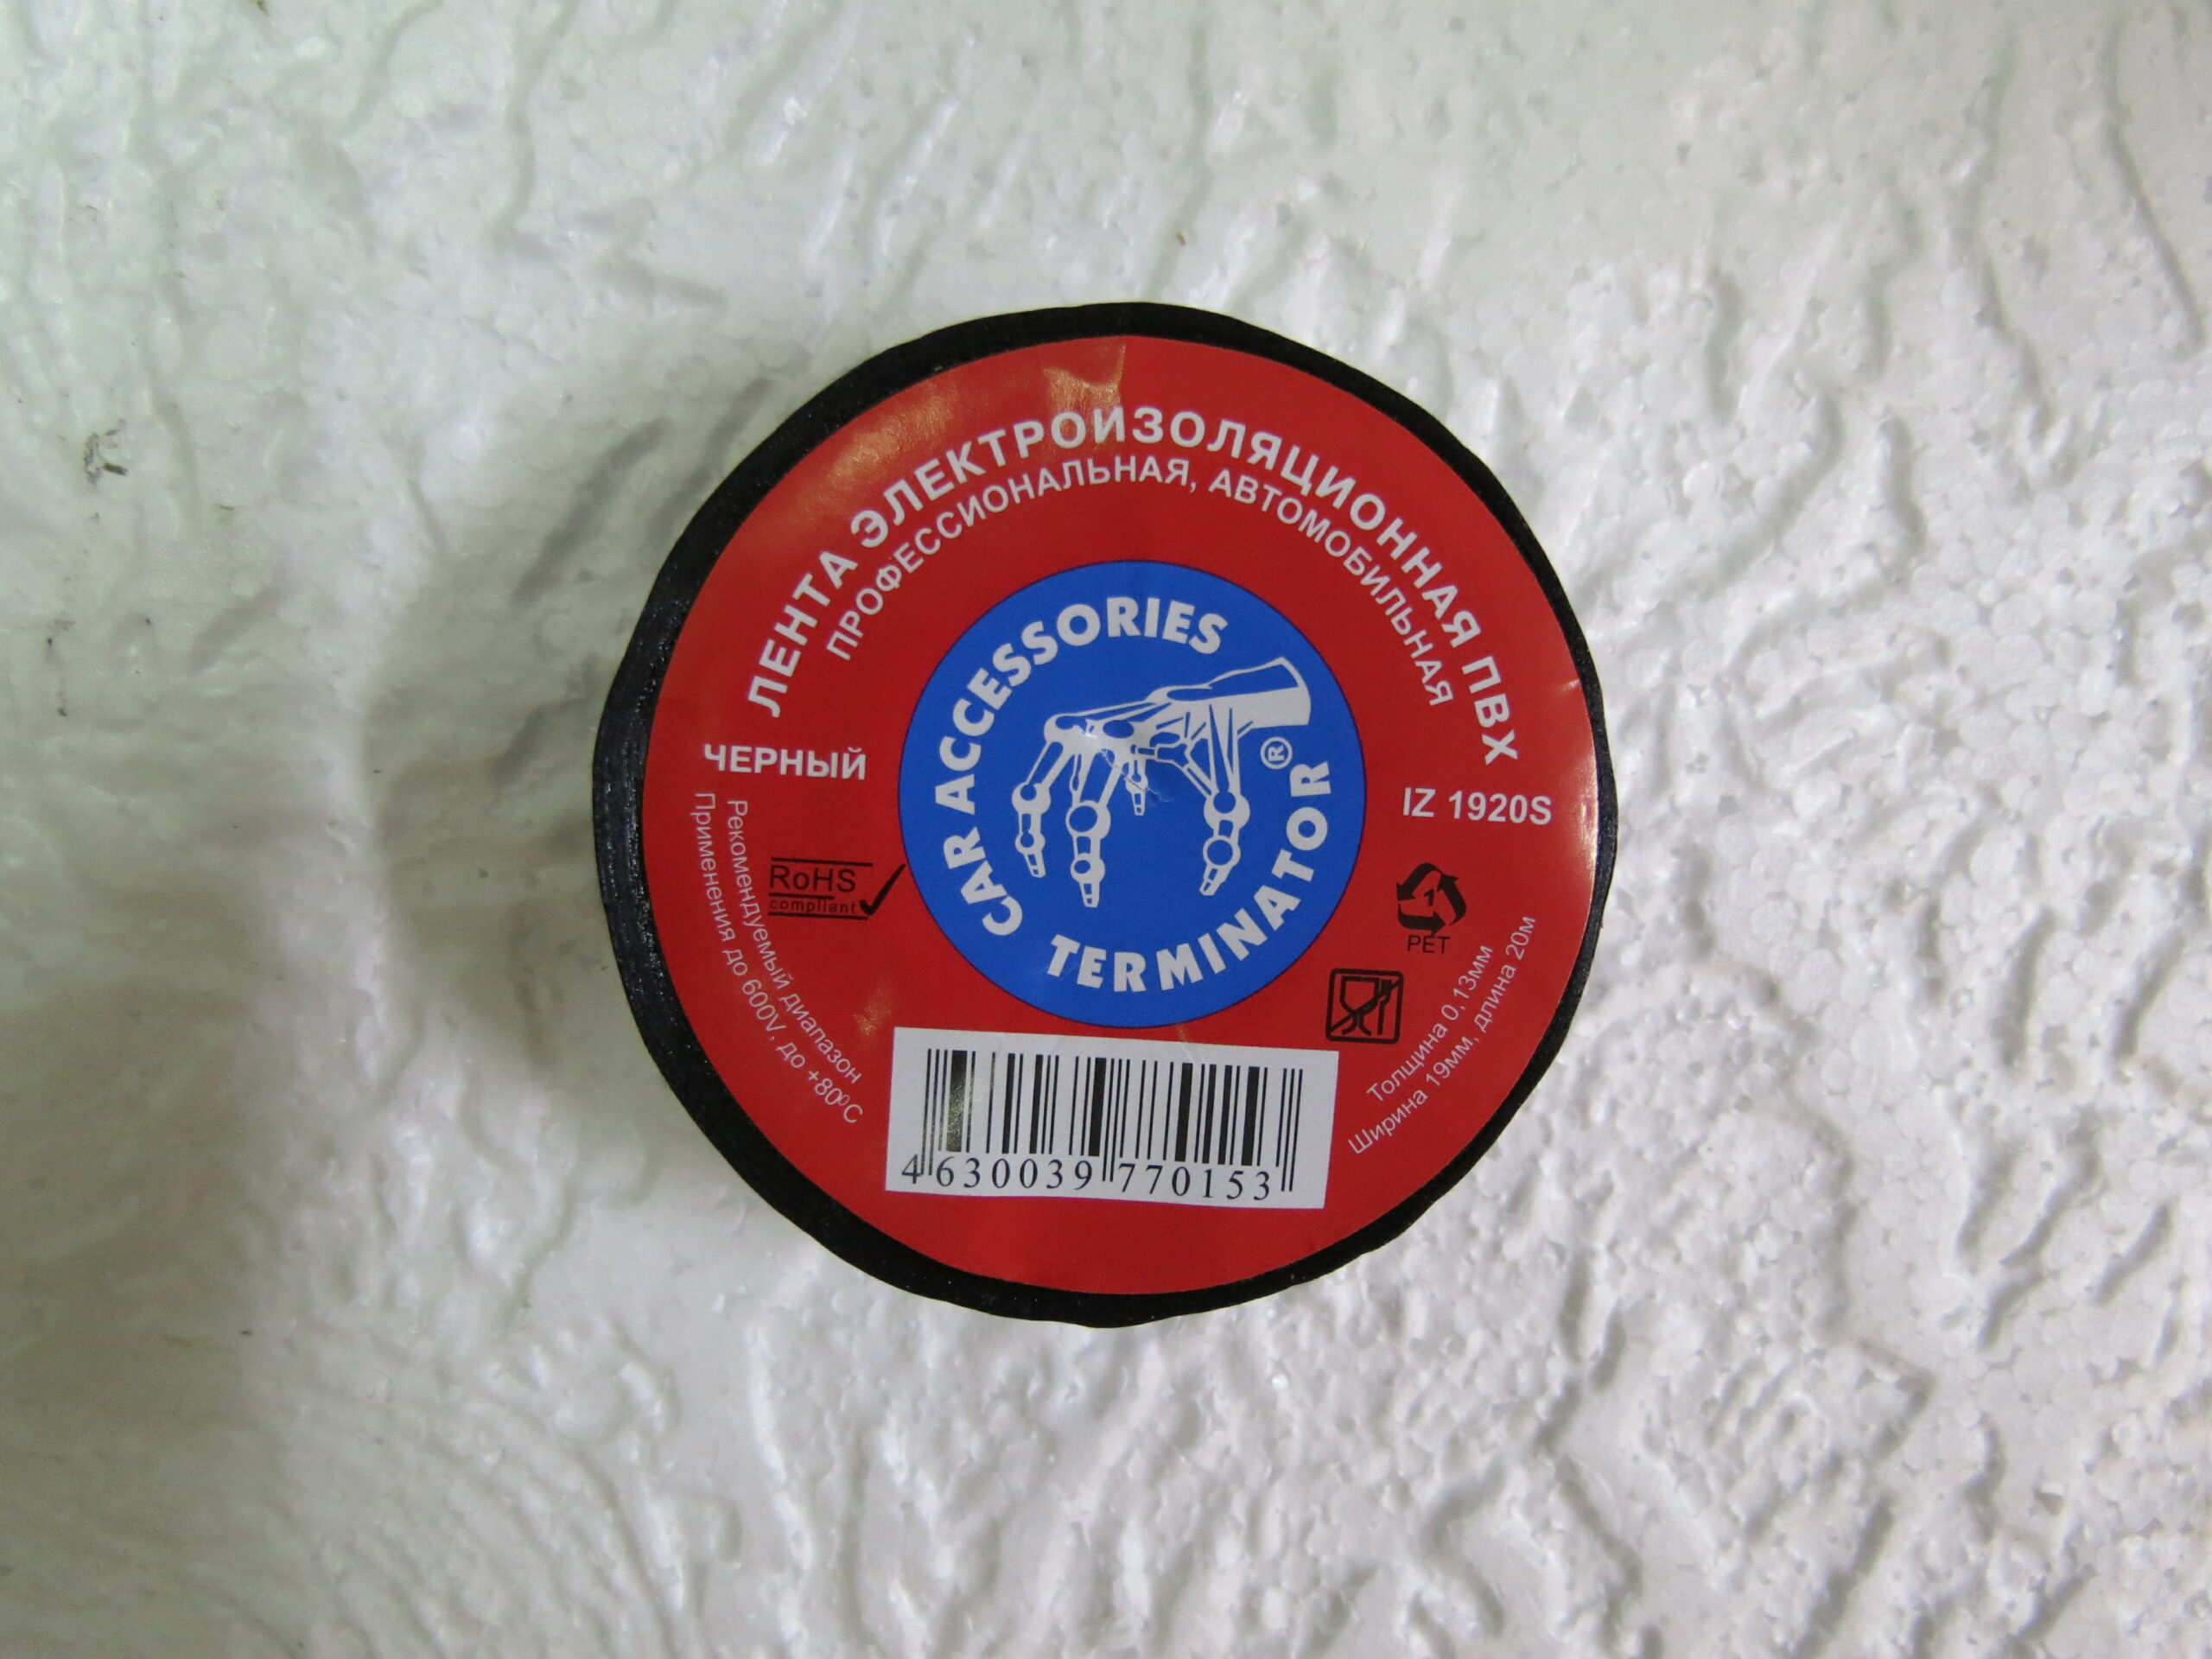 ЛЕНТА ЭЛЕКТРОИЗОЛЯЦИОННАЯ ПВХ
ПРОФЕССИОНАЛЬНАЯ, АВТОМОБИЛЬНАЯ
CAR ACCESSORIES
TERMINATOR®
ЧЕРНЫЙ
IZ 1920S
RoHS
compliant
1
PET
Рекомендуемый диапазон
Применения до 600V, до +80⁰C
Толщина 0,13мм
Ширина 19мм, длина 20м
4 630039 770153